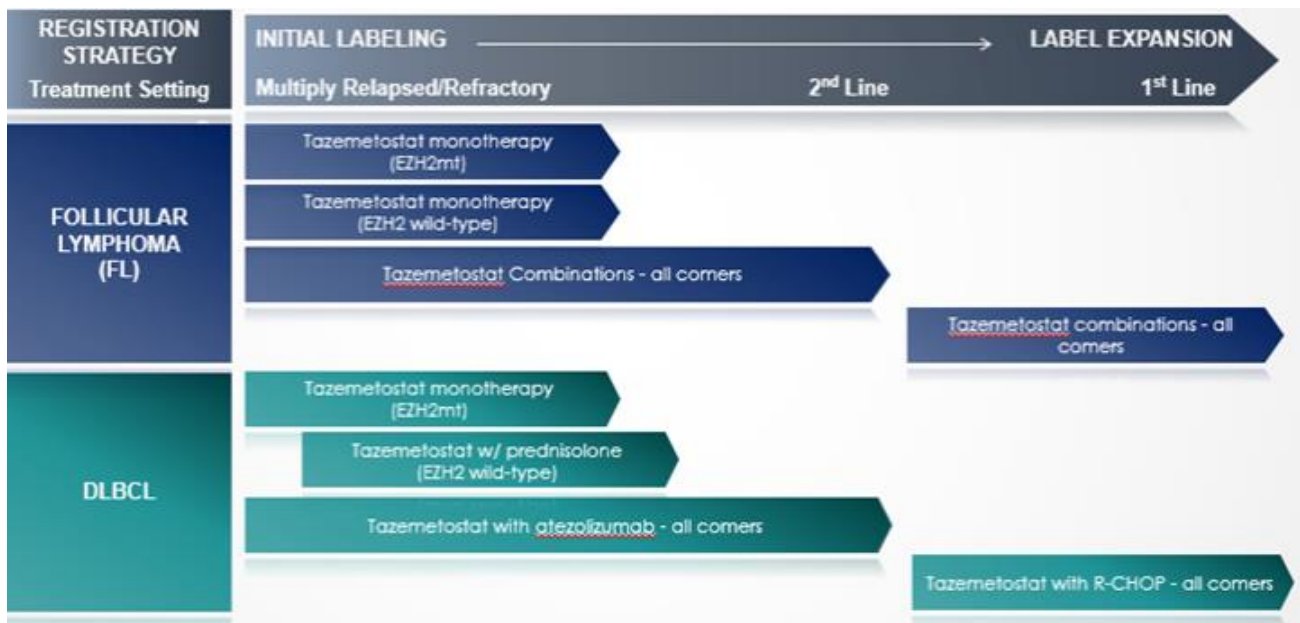 REGISTRATION
STRATEGY
Treatment Setting
INITIAL LABELING
LABEL EXPANSION
Multiply Relapsed/Refractory
2nd Line
1st Line
FOLLICULAR
LYMPHOMA
(FL)
Tazemetostat monotherapy
(EZH2mt)
Tazemetostat monotherapy
(EZH2 wild-type)
Tazemetostat Combinations - all comers
Tazemetostat combinations - all
comers
DLBCL
Tazemetostat monotherapy
(EZH2mt)
Tazemetostat w/ prednisolone
(EZH2 wild-type)
Tazemetostat with atezolizumab - all comers
Tazemetostat with R-CHOP - all comers